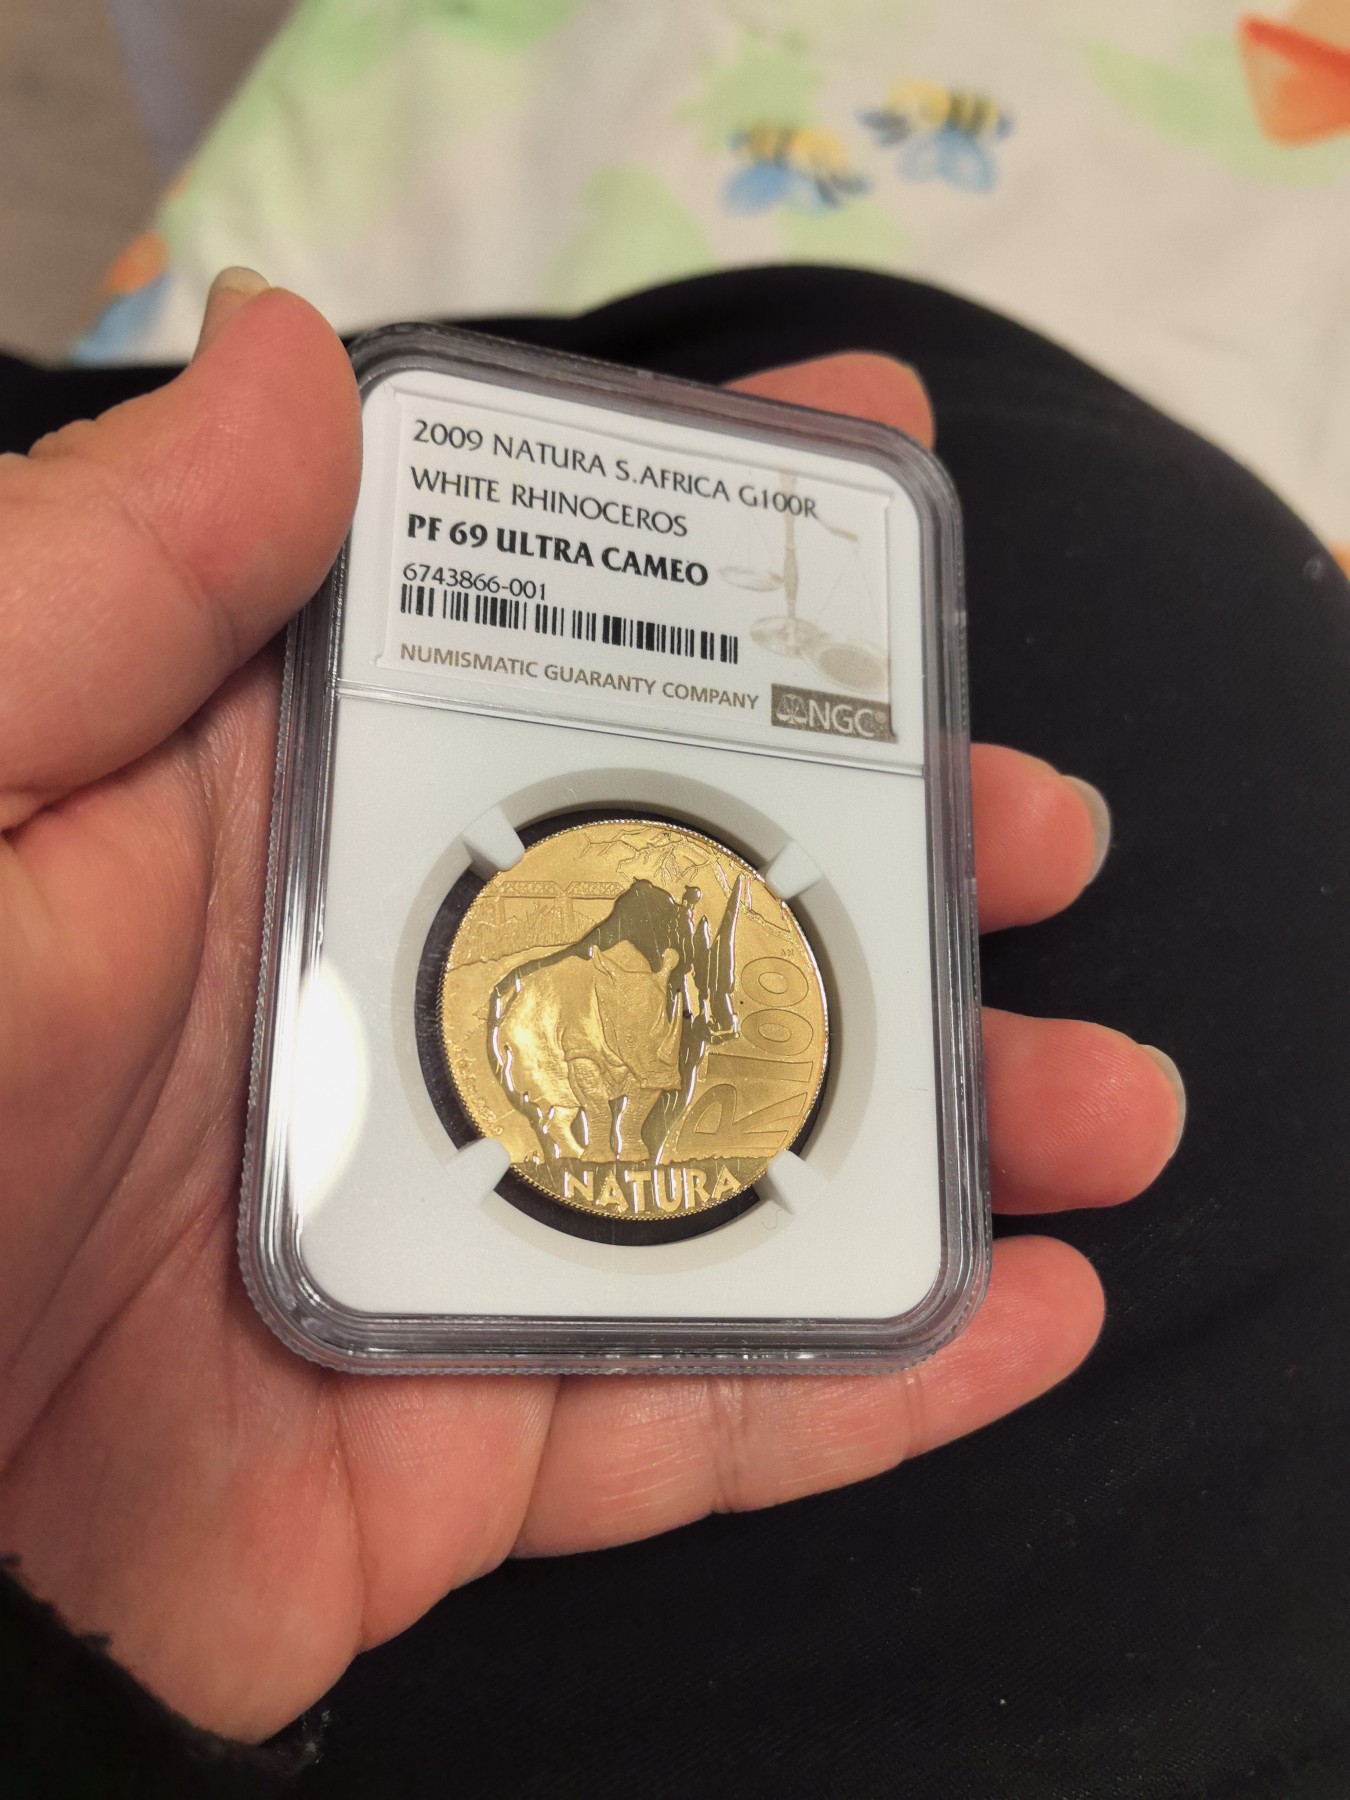 2009 NATURA S.AFRICA G100R
WHITE RHINOCEROS
PF 69 ULTRA CAMEO
6743866-001
NUMISMATIC GUARANTY COMPANY
NGC®
R100
NATURA